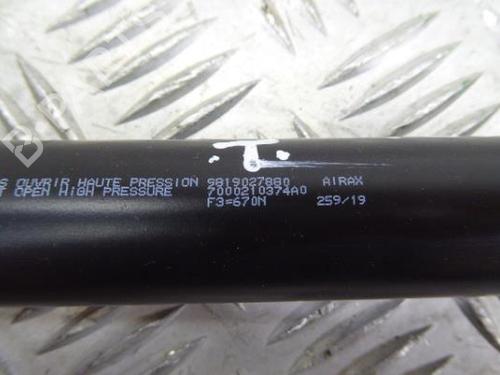 T.
S OUVRIR HAUTE PRESSION 9819027880 AIRAX
T OPEN HIGH PRESSURE 7000210374A0
F3=670N 259/19